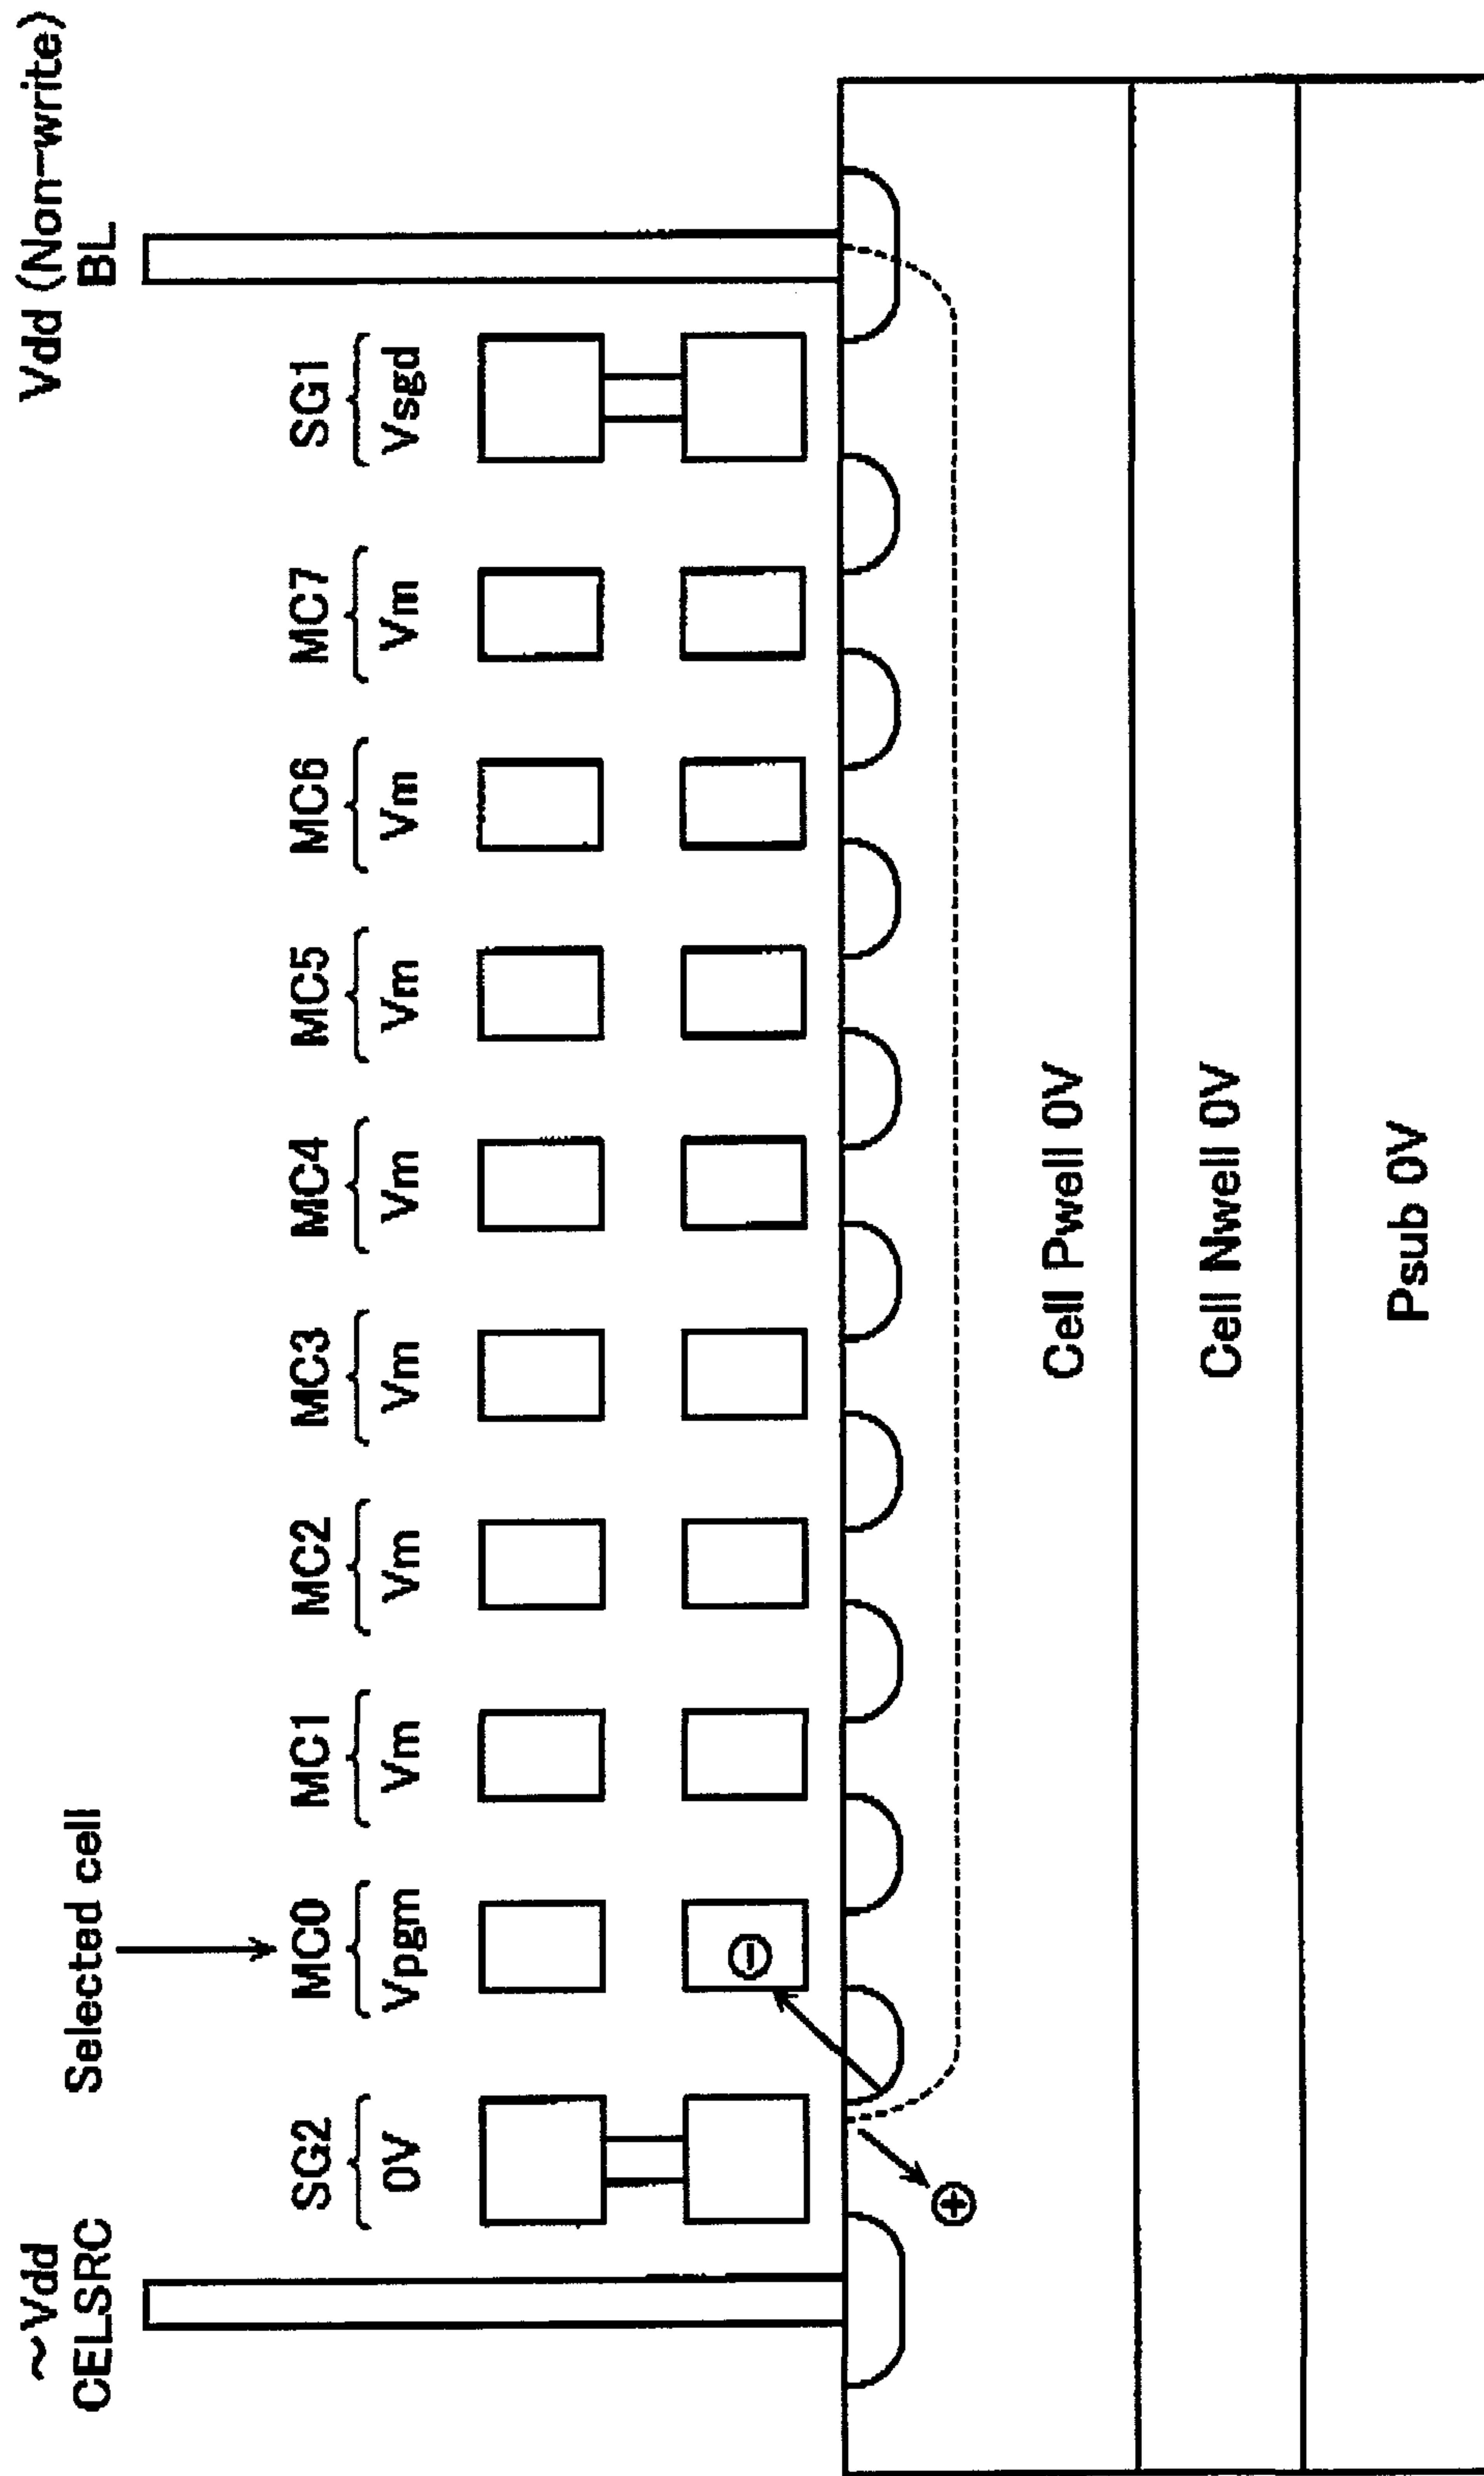 Selected cell
~Vdd
CELSRC
Vdd (Non-write)
BL
SG2 MC0 MC1 MC2 MC3 MC4 MC5 MC6 MC7 SG1
0V Vpgm Vm Vm Vm Vm Vm Vm Vm Vsgd
Cell Pwell 0V
Cell Nwell 0V
Psub 0V